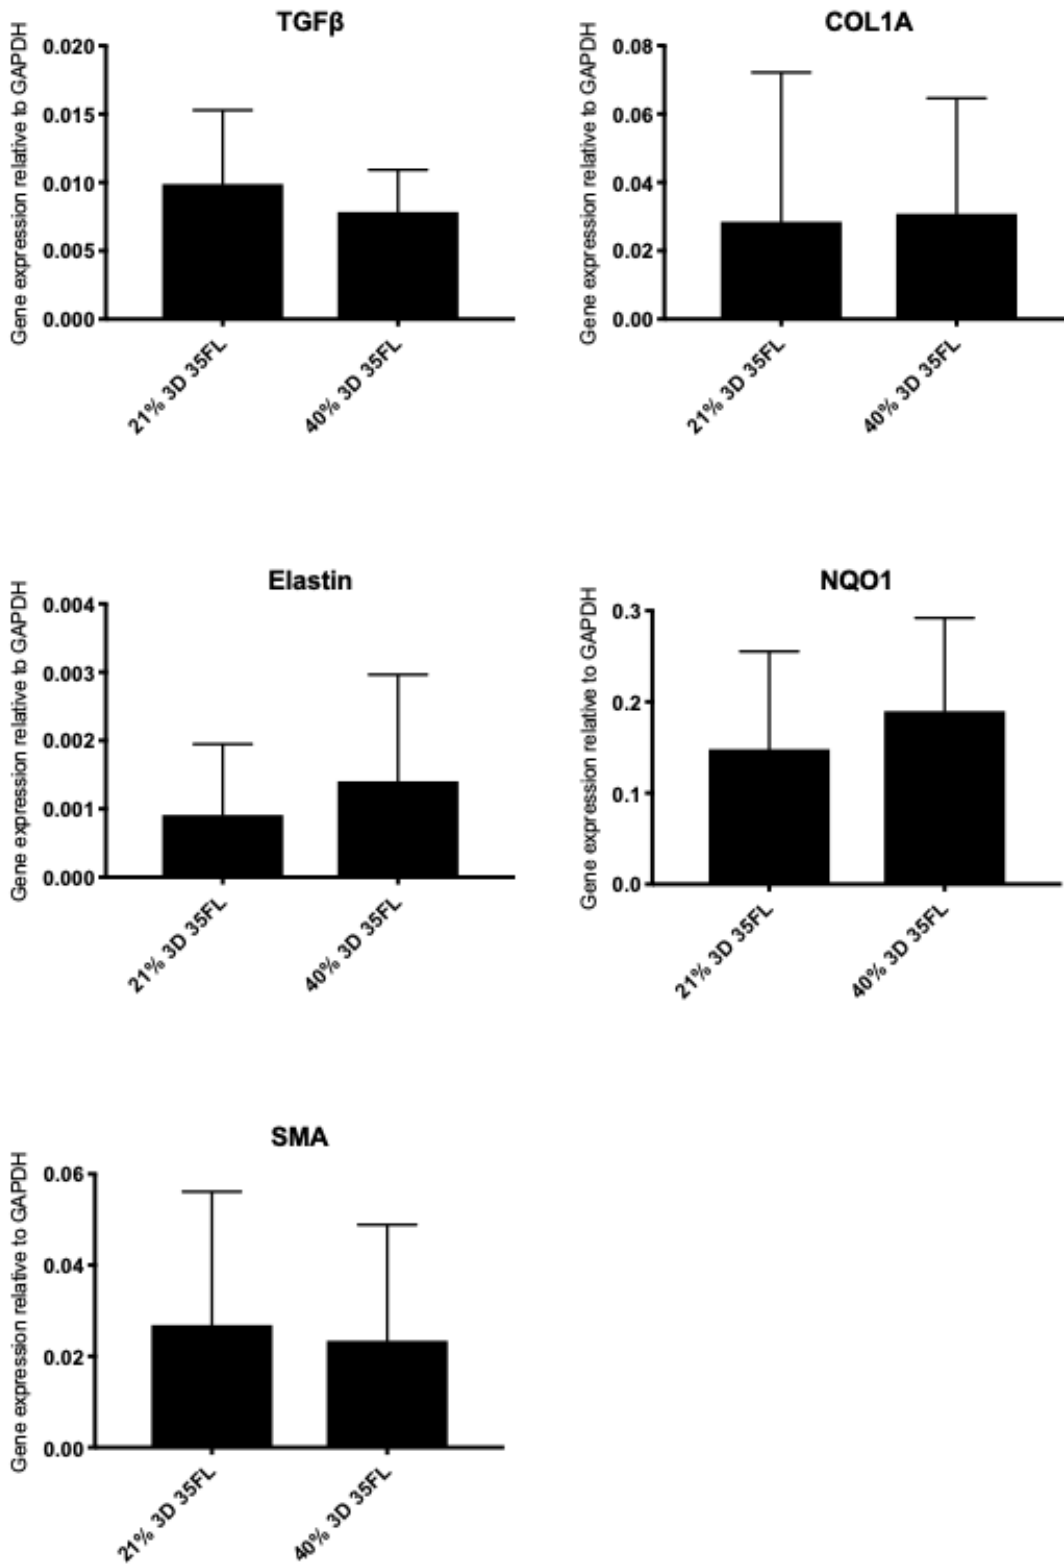 TGFβ
Gene expression relative to GAPDH
0.020
0.015
0.010
0.005
0.000
21% 3D 35FL
40% 3D 35FL
COL1A
Gene expression relative to GAPDH
0.08
0.06
0.04
0.02
0.00
21% 3D 35FL
40% 3D 35FL
Elastin
Gene expression relative to GAPDH
0.004
0.003
0.002
0.001
0.000
21% 3D 35FL
40% 3D 35FL
NQO1
Gene expression relative to GAPDH
0.3
0.2
0.1
0.0
21% 3D 35FL
40% 3D 35FL
SMA
Gene expression relative to GAPDH
0.06
0.04
0.02
0.00
21% 3D 35FL
40% 3D 35FL